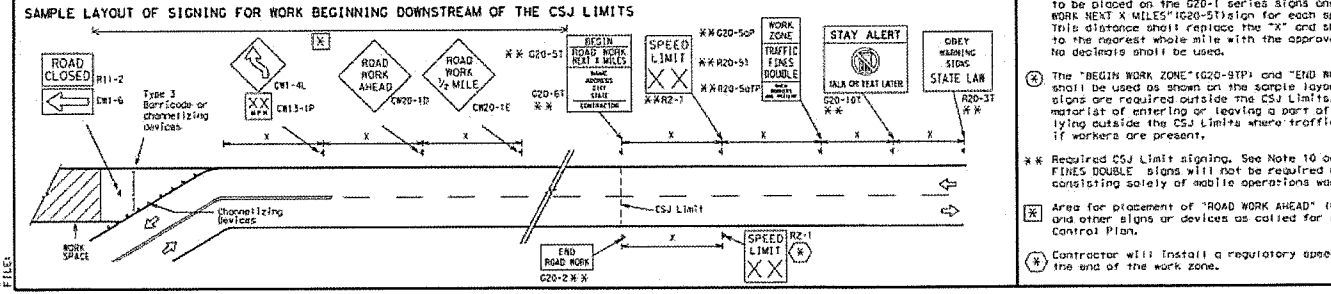 SAMPLE LAYOUT OF SIGNING FOR WORK BEGINNING DOWNSTREAM OF THE CSJ LIMITS
ROAD
CLOSED
R11-2
CW1-6
Type 3
Barricade or
channelizing
devices
CW1-4L
XX
MPH
CW13-1P
*
ROAD
WORK
AHEAD
CW20-1D
ROAD
WORK
1/2 MILE
CW20-1E
** G20-5T
BEGIN
ROAD WORK
NEXT X MILES
G20-6T
**
NAME
ADDRESS
CITY
STATE
CONTRACTOR
SPEED
LIMIT
XX
**R2-1
**G20-5aP
**R20-5T
**R20-5aTP
WORK
ZONE
TRAFFIC
FINES
DOUBLE
WHEN
WORKERS
ARE PRESENT
STAY ALERT
TALK OR TEXT LATER
G20-10T
**
OBEY
WARNING
SIGNS
STATE LAW
R20-3T
**
X
X
X
X
X
X
Channelizing
Devices
WORK
SPACE
CSJ Limit
X
END
ROAD WORK
G20-2**
SPEED
LIMIT
XX
R2-1
*
FILE:
to be placed on the G20-1 series signs and
WORK NEXT X MILES"(G20-5T)sign for each
This distance shall replace the "X" and
to the nearest whole mile with the
No decimals shall be used.
* The "BEGIN WORK ZONE"(G20-9TP) and "END
shall be used as shown on the sample
signs are required outside the CSJ Limits.
motorist of entering or leaving a part of
lying outside the CSJ Limits where
if workers are present.
** Required CSJ Limit signing. See Note 10
FINES DOUBLE signs will not be required
consisting solely of mobile operations
* Area for placement of "ROAD WORK AHEAD"
and other signs or devices as called for
Control Plan.
* Contractor will install a regulatory
the end of the work zone.